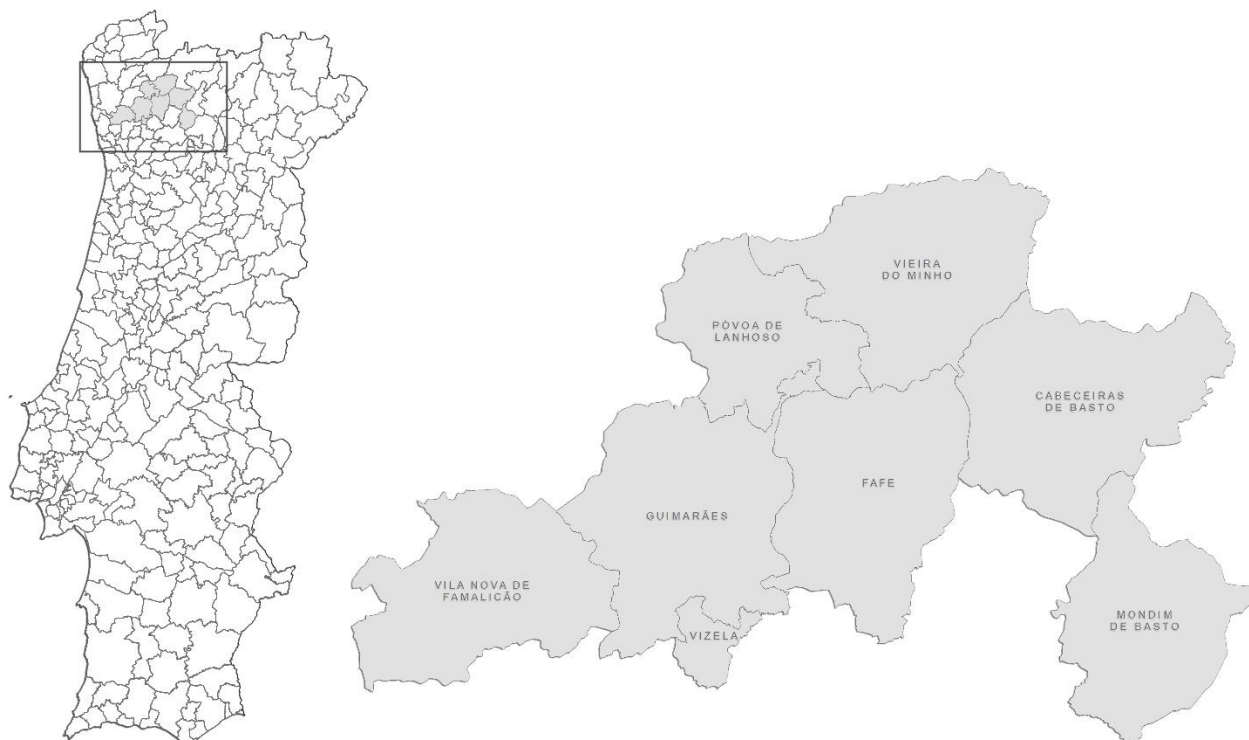 VIEIRA
DO MINHO
PÓVOA DE
LANHOSO
CABECEIRAS
DE BASTO
FAFE
GUIMARÃES
VILA NOVA DE
FAMALICÃO
VIZELA
MONDIM
DE BASTO